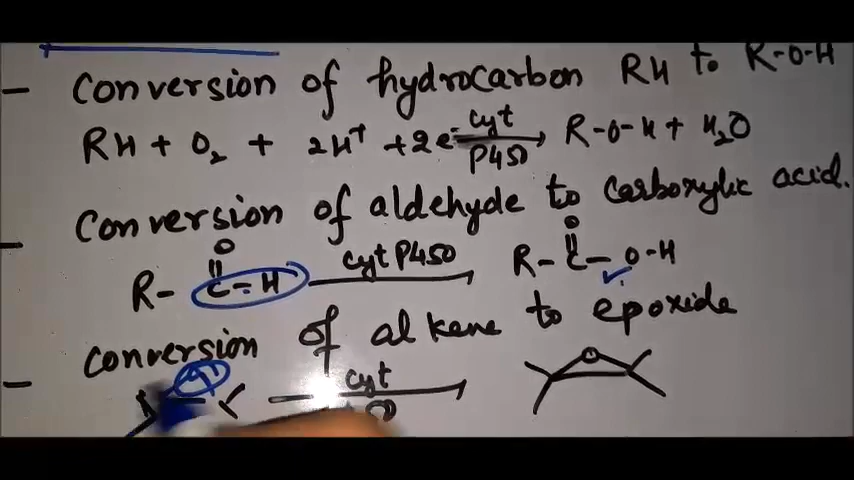 - Conversion of hydrocarbon RH to R-O-H
RH + O2 + 2H+ + 2e- cyt P450 → R-O-H + H2O
- Conversion of aldehyde to carboxylic acid.
R-C(=O)-H cyt P450 → R-C(=O)-O-H
- Conversion of alkene to epoxide
cyt → O